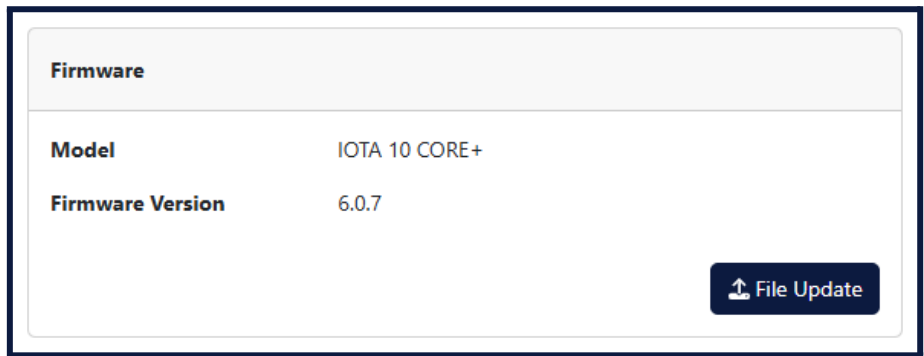 Firmware
Model IOTA 10 CORE+
Firmware Version 6.0.7
File Update